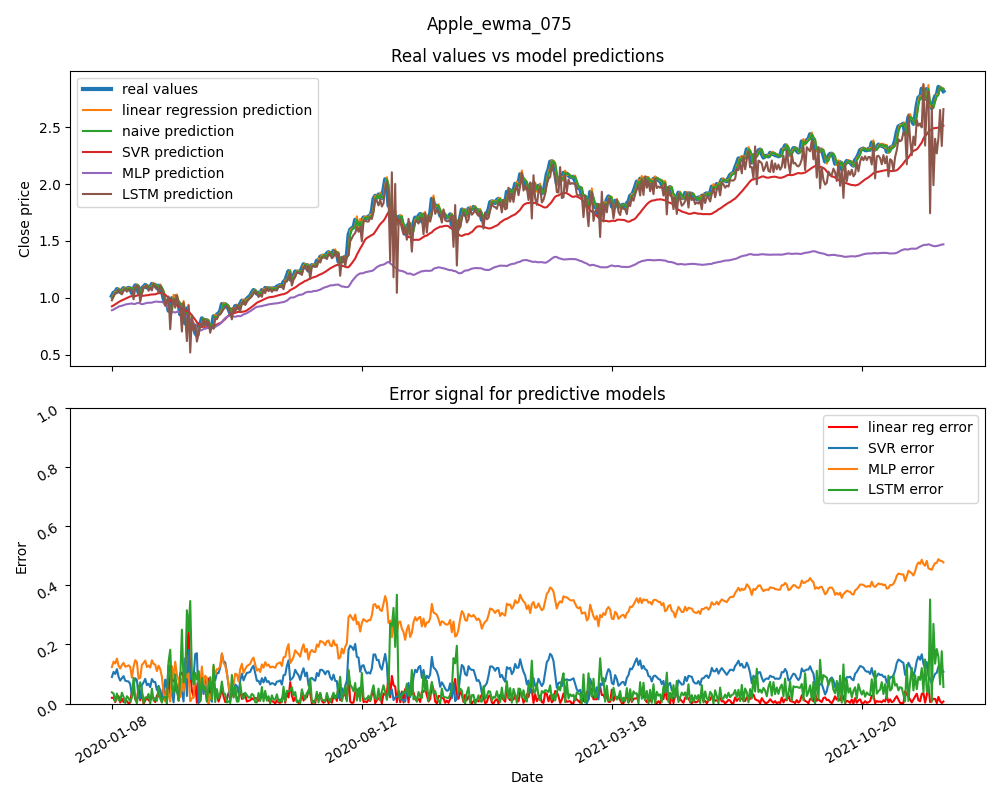 Apple_ewma_075
Real values vs model predictions
real values
linear regression prediction
naive prediction
SVR prediction
MLP prediction
LSTM prediction
2.5
2.0
1.5
1.0
0.5
Close price
Error signal for predictive models
linear reg error
SVR error
MLP error
LSTM error
1.0
0.8
0.6
0.4
0.2
0.0
Error
2020-01-08
2020-08-12
2021-03-18
2021-10-20
Date